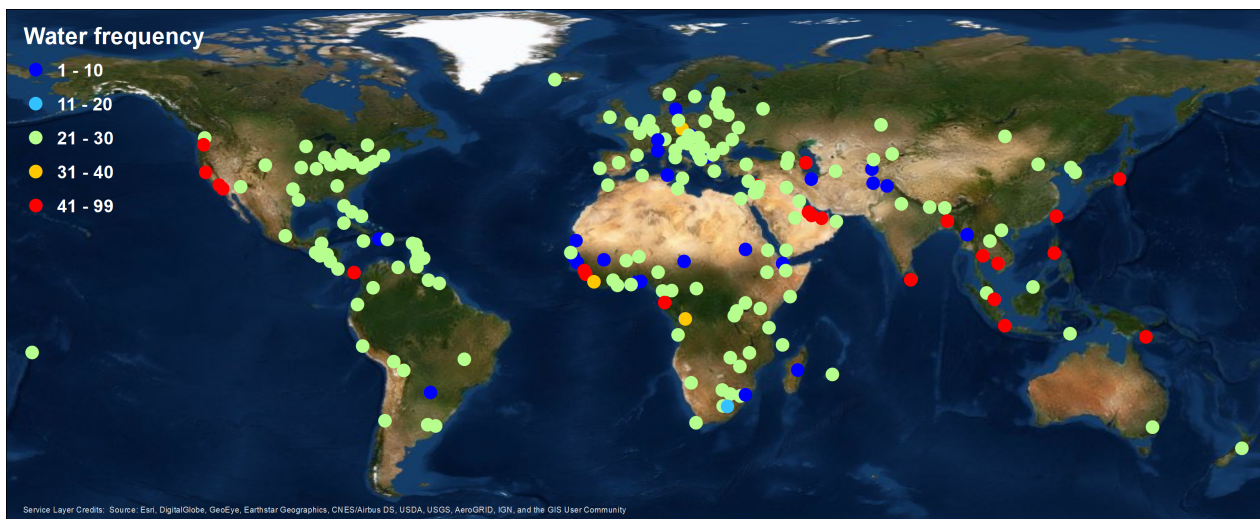 Water frequency
1 - 10
11 - 20
21 - 30
31 - 40
41 - 99
Service Layer Credits: Source: Esri, DigitalGlobe, GeoEye, Earthstar Geographics, CNES/Airbus DS, USDA, USGS, AeroGRID, IGN, and the GIS User Community